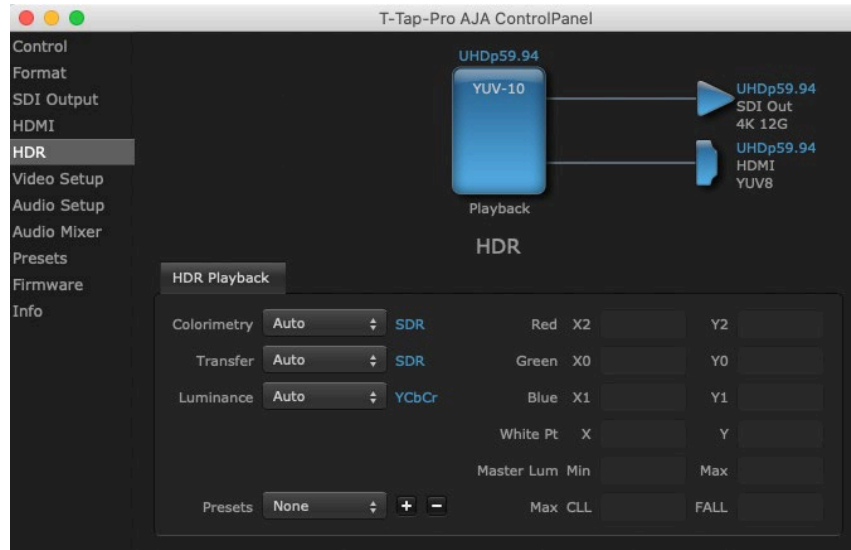 T-Tap-Pro AJA ControlPanel
Control
Format
SDI Output
HDMI
HDR
Video Setup
Audio Setup
Audio Mixer
Presets
Firmware
Info
UHDp59.94
YUV-10
Playback
UHDp59.94
SDI Out
4K 12G
UHDp59.94
HDMI
YUV8
HDR
HDR Playback
Colorimetry Auto SDR Red X2 Y2
Transfer Auto SDR Green X0 Y0
Luminance Auto YCbCr Blue X1 Y1
White Pt X Y
Master Lum Min Max
Presets None + - Max CLL FALL